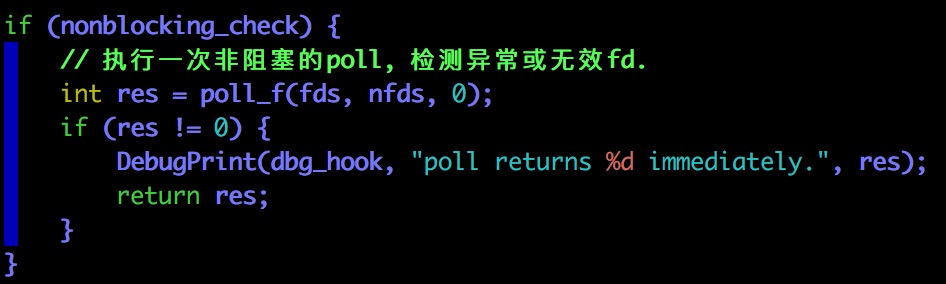 if (nonblocking_check) {
    // 执行一次非阻塞的poll, 检测异常或无效fd.
    int res = poll_f(fds, nfds, 0);
    if (res != 0) {
        DebugPrint(dbg_hook, "poll returns %d immediately.", res);
        return res;
    }
}